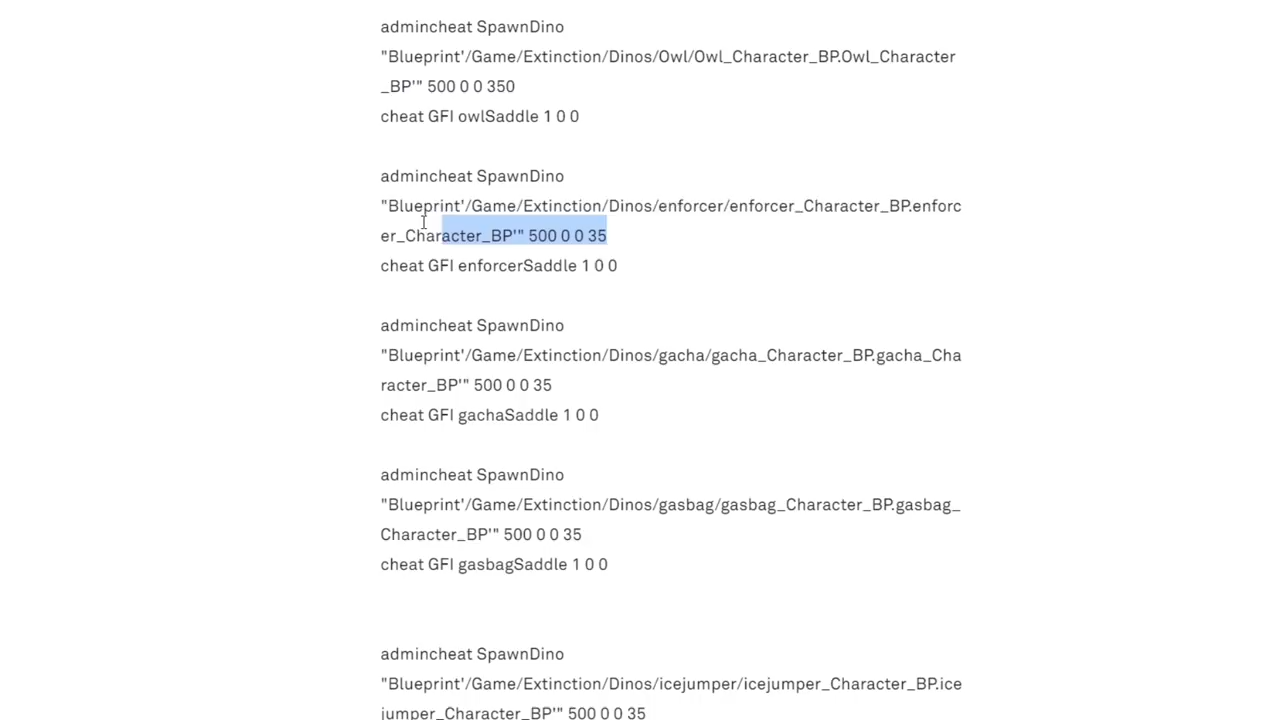 admincheat SpawnDino
"Blueprint'/Game/Extinction/Dinos/Owl/Owl_Character_BP.Owl_Character
_BP'" 500 0 0 350
cheat GFI owlSaddle 1 0 0
admincheat SpawnDino
"Blueprint'/Game/Extinction/Dinos/enforcer/enforcer_Character_BP.enforc
er_Character_BP'" 500 0 0 35
cheat GFI enforcerSaddle 1 0 0
admincheat SpawnDino
"Blueprint'/Game/Extinction/Dinos/gacha/gacha_Character_BP.gacha_Cha
racter_BP'" 500 0 0 35
cheat GFI gachaSaddle 1 0 0
admincheat SpawnDino
"Blueprint'/Game/Extinction/Dinos/gasbag/gasbag_Character_BP.gasbag_
Character_BP'" 500 0 0 35
cheat GFI gasbagSaddle 1 0 0
admincheat SpawnDino
"Blueprint'/Game/Extinction/Dinos/icejumper/icejumper_Character_BP.ice
jumper_Character_BP'" 500 0 0 35